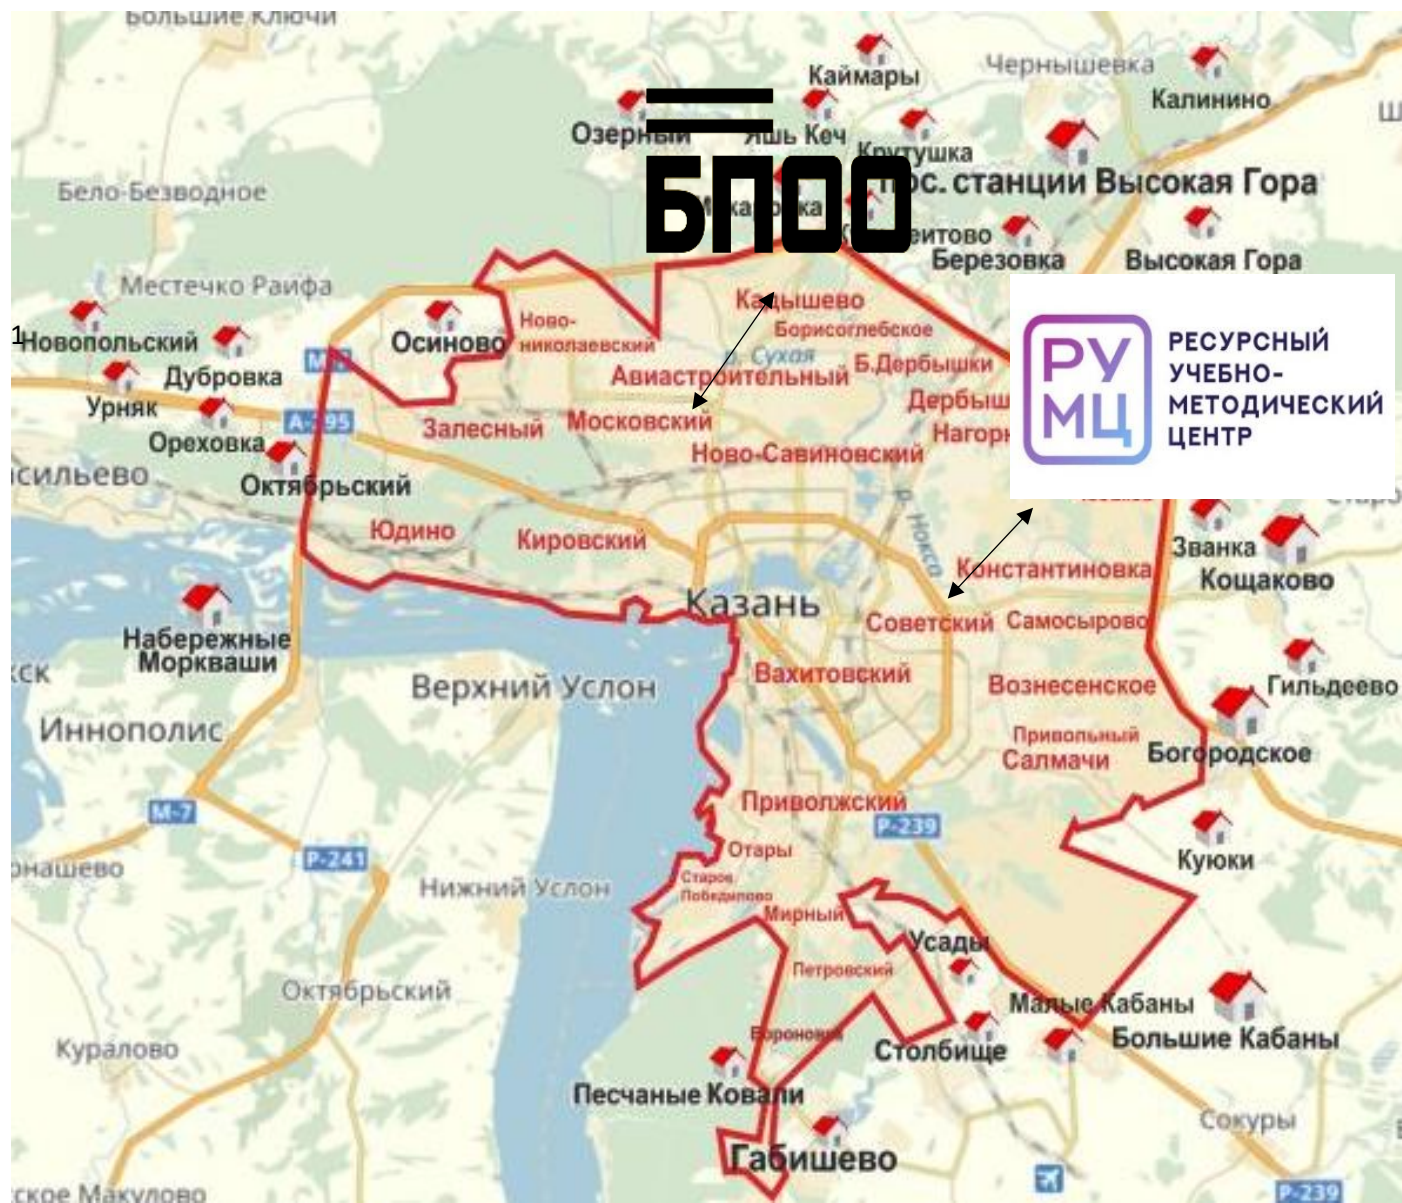 Большие Ключи
Каймары
Чернышевка
Калинино
Озерный
Яшь Кеч
Крутушка
Бело-Безводное
БПОО
пос. станции Высокая Гора
Березовка
Высокая Гора
Местечко Раифа
Кадышево
1
Новопольский
Осиново
Ново-
николаевский
Борисоглебское
РУ
МЦ
РЕСУРСНЫЙ
УЧЕБНО-
МЕТОДИЧЕСКИЙ
ЦЕНТР
р. Сухая
Б.Дербышки
Дубровка
Авиастроительный
Урняк
А-295
Ореховка
Залесный
Московский
Ново-Савиновский
Октябрьский
р. Нокса
Юдино
Кировский
Званка
Константиновка
Кощаково
Казань
Советский
Самосырово
Набережные
Моркваши
Верхний Услон
Вахитовский
Вознесенское
Гильдеево
Иннополис
Привольный
Салмачи
Богородское
М-7
Приволжский
Р-239
Отары
Р-241
Куюки
Нижний Услон
Победилово
Мирный
Усады
Петровский
Октябрьский
Малые Кабаны
Большие Кабаны
Куралово
Столбище
Песчаные Ковали
Сокуры
Габишево
Р-239